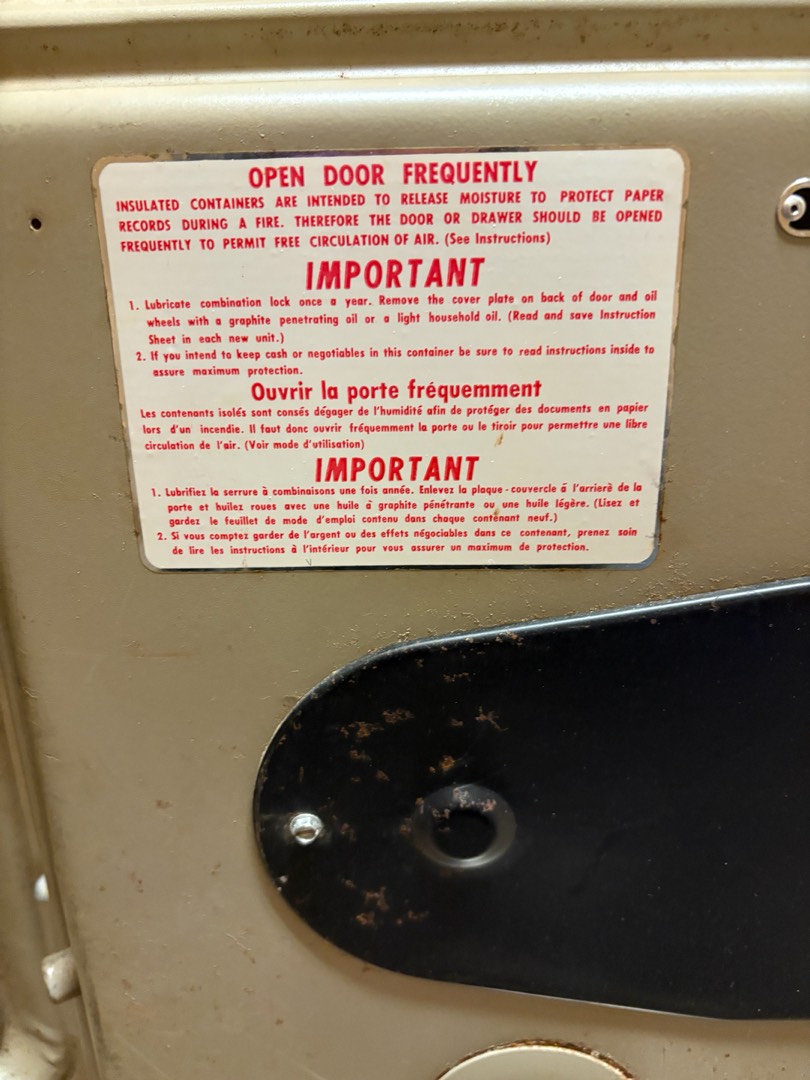 OPEN DOOR FREQUENTLY
INSULATED CONTAINERS ARE INTENDED TO RELEASE MOISTURE TO PROTECT PAPER
RECORDS DURING A FIRE. THEREFORE THE DOOR OR DRAWER SHOULD BE OPENED
FREQUENTLY TO PERMIT FREE CIRCULATION OF AIR. (See Instructions)
IMPORTANT
1. Lubricate combination lock once a year. Remove the cover plate on back of door and oil
wheels with a graphite penetrating oil or a light household oil. (Read and save Instruction
Sheet in each new unit.)
2. If you intend to keep cash or negotiables in this container be sure to read instructions inside to
assure maximum protection.
Ouvrir la porte fréquemment
Les contenants isolés sont consés dégager de l'humidité afin de protéger des documents en papier
lors d'un incendie. Il faut donc ouvrir fréquemment la porte ou le tiroir pour permettre une libre
circulation de l'air. (Voir mode d'utilisation)
IMPORTANT
1. Lubrifiez la serrure à combinaisons une fois année. Enlevez la plaque-couvercle á l'arrierè de la
porte et huilez roues avec une huile à graphite pénétrante ou une huile légère. (Lisez et
gardez le feuillet de mode d'emploi contenu dans chaque contenant neuf.)
2. Si vous comptez garder de l'argent ou des effets négociables dans ce contenant, prenez soin
de lire les instructions à l'intérieur pour vous assurer un maximum de protection.